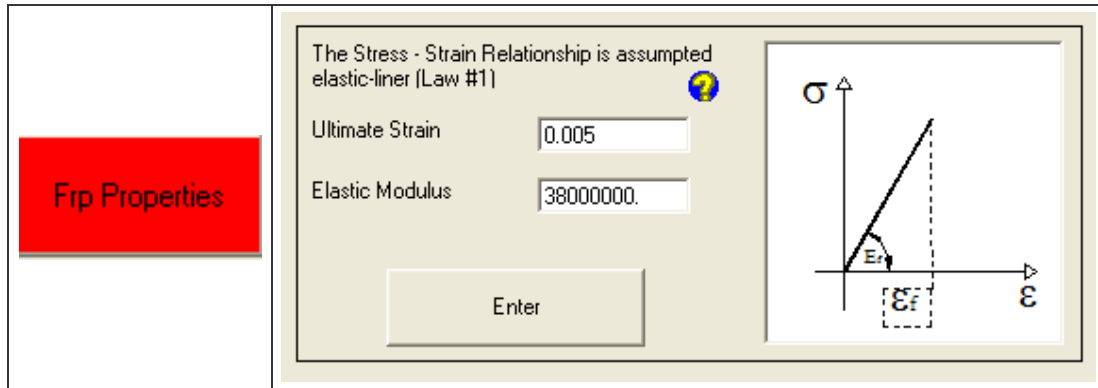 Frp Properties
The Stress - Strain Relationship is assumpted
elastic-liner (Law #1)
?
Ultimate Strain
0.005
Elastic Modulus
38000000.
Enter
σ
Ef
εf
ε